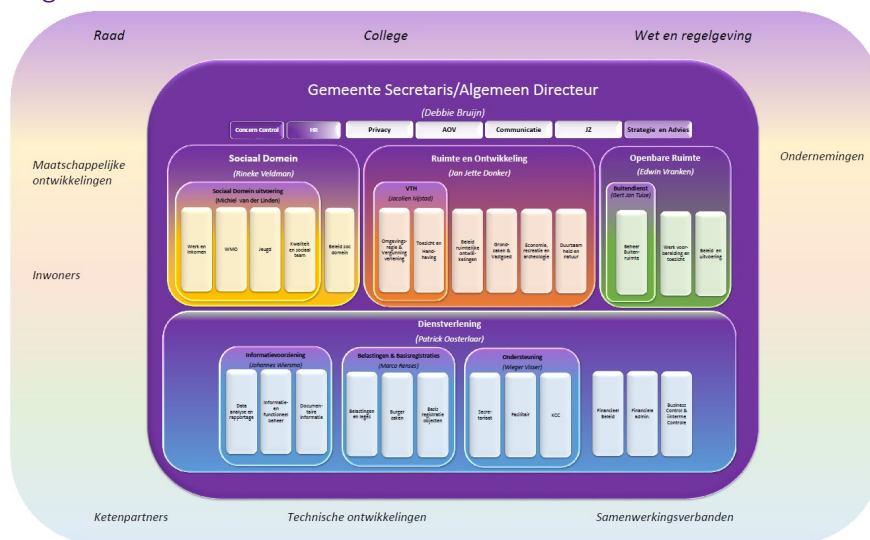 Raad
College
Wet en regelgeving
Gemeente Secretaris/Algemeen Directeur
(Debbie Bruijn)
Concern Control
HR
Privacy
AOV
Communicatie
JZ
Strategie en Advies
Maatschappelijke
ontwikkelingen
Inwoners
Ondernemingen
Sociaal Domein
(Rineke Veldman)
Sociaal Domein uitvoering
(Michiel van der Linden)
Werk en
Inkomen
WMO
Jeugd
Kwaliteit
en sociaal
team
Beleid soc
domein
Ruimte en Ontwikkeling
(Jan Jette Donker)
VTH
(Jacolien Nijstad)
Omgevings-
regie &
Vergunning
verlening
Toezicht en
Hand-
having
Beleid
ruimtelijke
ontwik-
kelingen
Grond-
zaken &
Vastgoed
Economie,
recreatie en
archeologie
Duurzaam
heid en
natuur
Openbare Ruimte
(Edwin Vranken)
Buitendienst
(Gert Jan Tuize)
Beheer
Buiten-
ruimte
Werk voor-
bereiding en
toezicht
Beleid en
uitvoering
Dienstverlening
(Patrick Oosterlaar)
Informatievoorziening
(Johannes Wiersma)
Data
analyse en
rapportage
Informatie-
en
functioneel
beheer
Documen-
taire
informatie
Belastingen & Basisregistraties
(Marco Renses)
Belastingen
en leges
Burger
zaken
Basis
registratie
objecten
Ondersteuning
(Wieger Visser)
Secre-
tariaat
Facilitair
KCC
Financieel
Beleid
Financiele
admin.
Business
Control &
Interne
Controle
Ketenpartners
Technische ontwikkelingen
Samenwerkingsverbanden